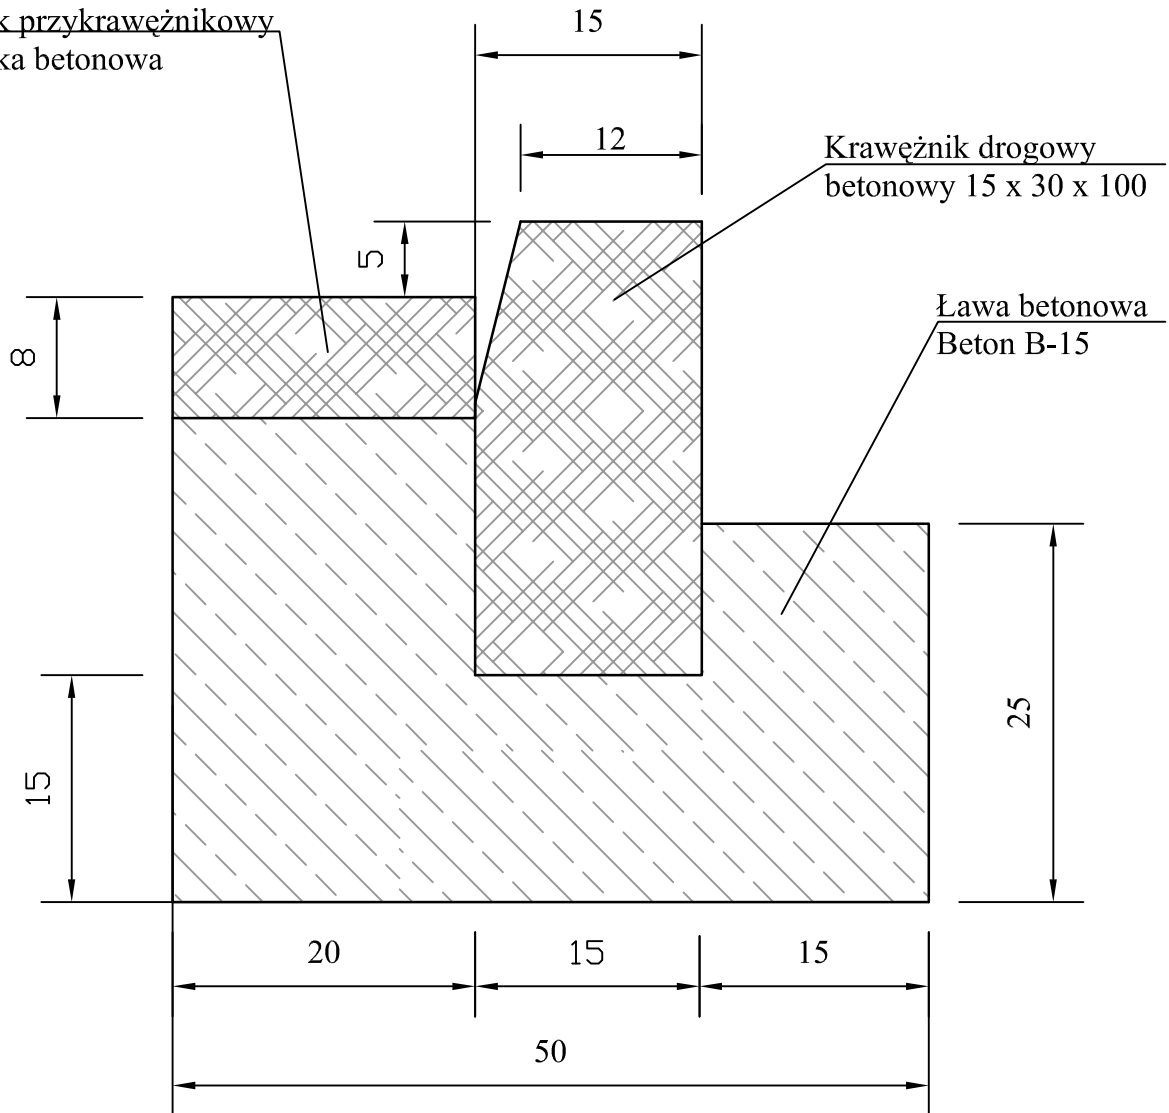 k przykrawężnikowy
ka betonowa
15
12
Krawężnik drogowy
betonowy 15 x 30 x 100
5
Ława betonowa
Beton B-15
8
25
15
20
15
15
50